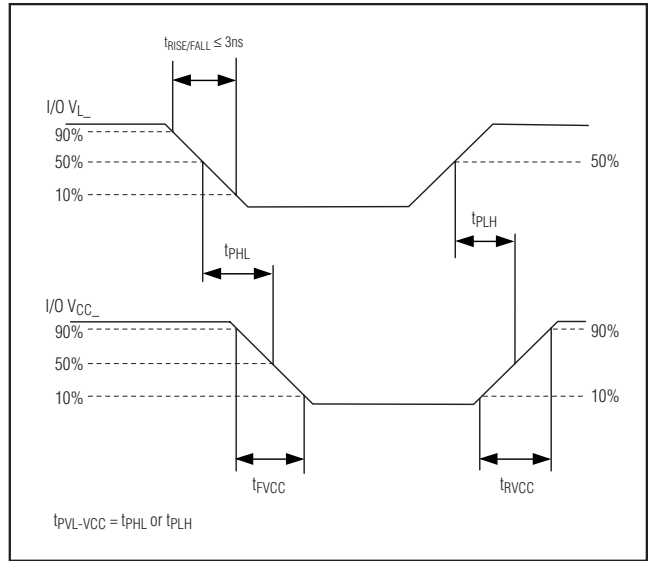 tRISE/FALL ≤ 3ns
I/O VL_
90%
50%
50%
10%
tPHL
tPLH
I/O VCC_
90%
90%
50%
10%
10%
tFVCC
tRVCC
tPVL-VCC = tPHL or tPLH